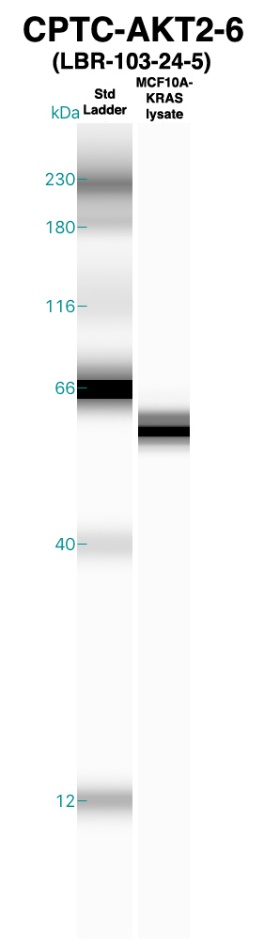 CPTC-AKT2-6
(LBR-103-24-5)
kDa
Std
Ladder
MCF10A-
KRAS
lysate
230
180
116
66
40
12